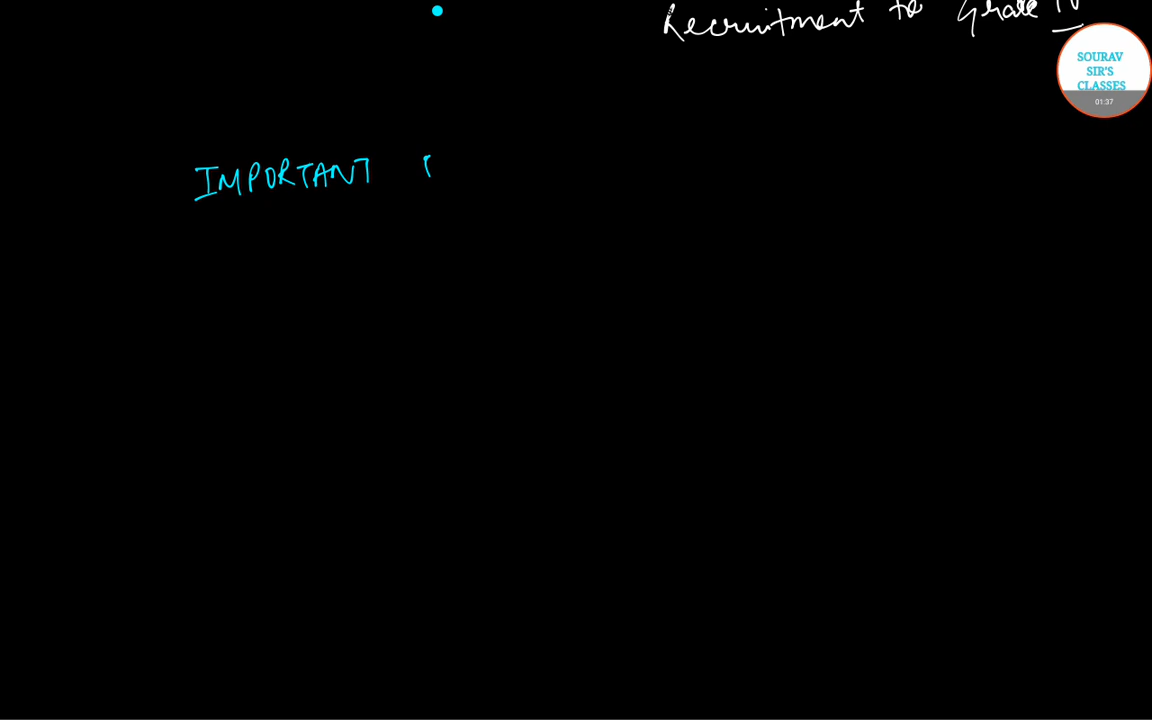 Recruitment to Grade IV
SOURAV
SIR'S
CLASSES
01:37
IMPORTANT